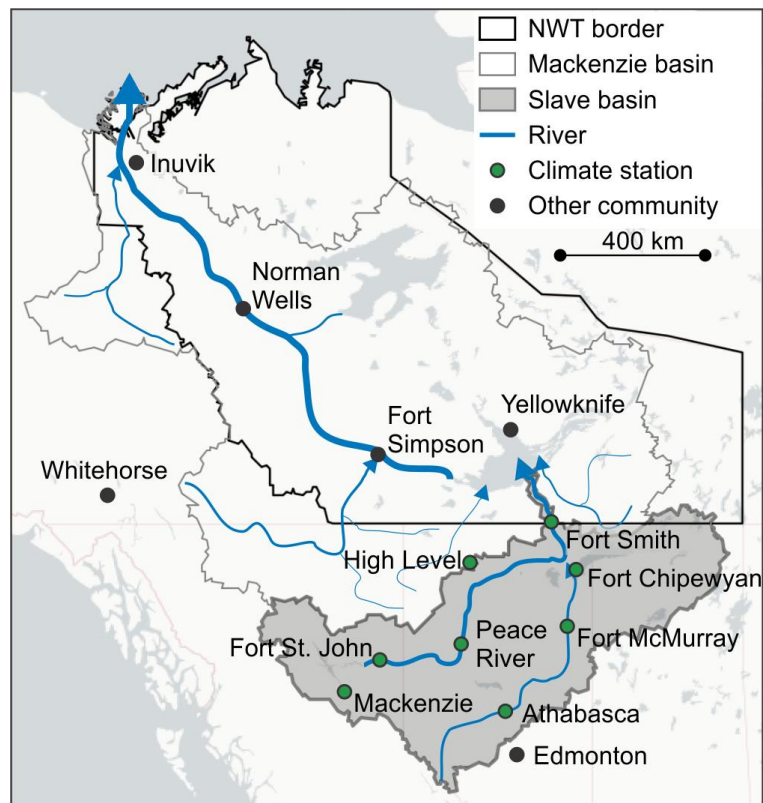 NWT border
Mackenzie basin
Slave basin
River
Climate station
Other community
400 km
Inuvik
Norman
Wells
Fort
Simpson
Yellowknife
Whitehorse
High Level
Fort Smith
Fort Chipewyan
Fort St. John
Peace
River
Fort McMurray
Mackenzie
Athabasca
Edmonton